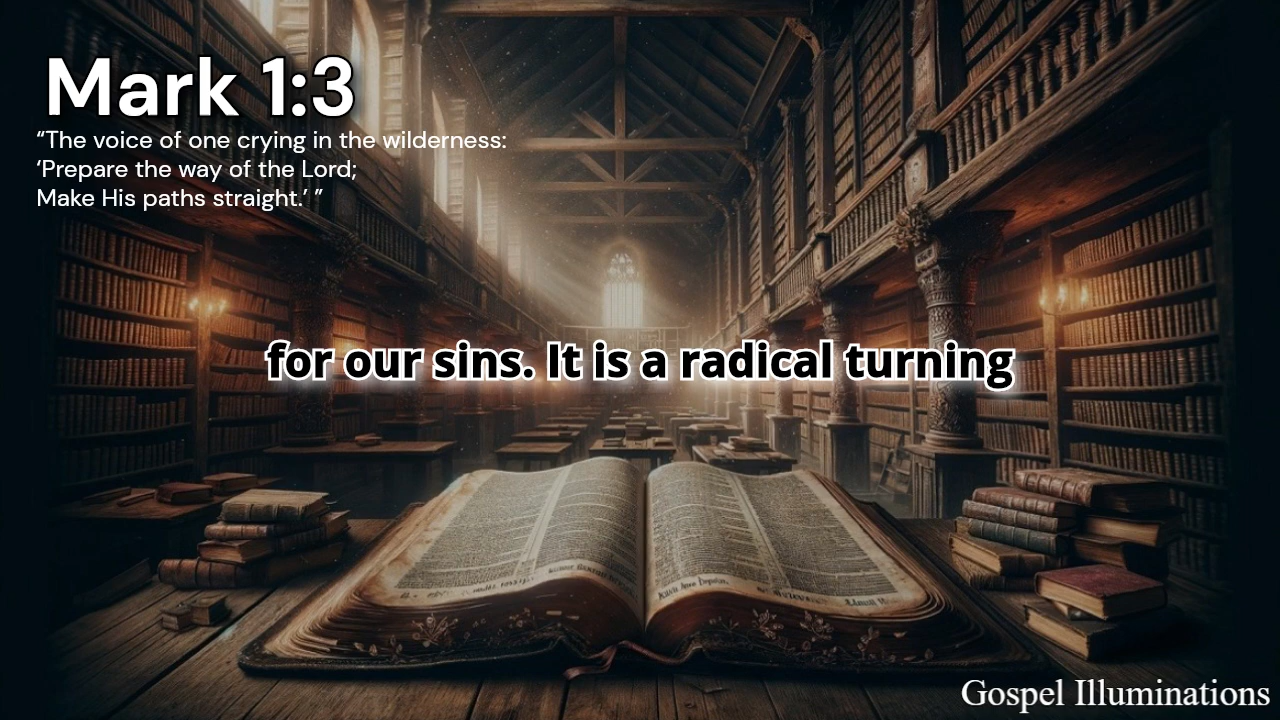 Mark 1:3
“The voice of one crying in the wilderness:
‘Prepare the way of the Lord;
Make His paths straight.’ ”
for our sins. It is a radical turning
Gospel Illuminations